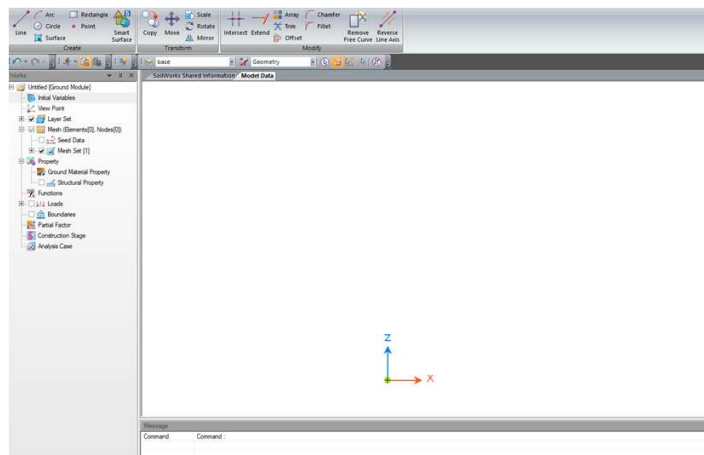 Arc Rectangle Scale Array Chamfer
Circle Point Rotate Trim Fillet
Line Smart Copy Move Intersect Extend Remove Reverse
Surface Surface Mirror Offset Free Curve Line Axis
Create Transform Modify
base Geometry
Works SoilWorks Shared Information Model Data
Untitled [Ground Module]
Initial Variables
View Point
Layer Set
Mesh (Elements[0], Nodes[0])
Seed Data
Mesh Set [1]
Property
Ground Material Property
Structural Property
Functions
Loads
Boundaries
Partial Factor
Construction Stage
Analysis Case
Z
X
Message
Command Command :